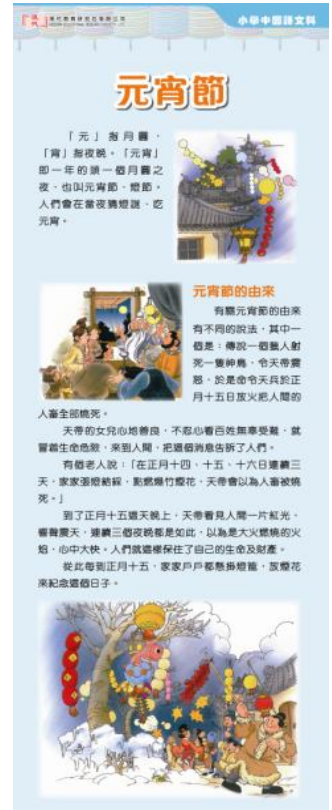 現代教育研究社有限公司
小學中國語文科
元宵節
「元」指月圓，
「宵」指夜晚。「元宵」
即一年的頭一個月圓之
夜，也叫元宵節、燈節。
人們會在當夜猜燈謎、吃
元宵。
元宵節的由來
有關元宵節的由來
有不同的說法，其中一
個是：傳說一個獵人射
死一隻神鳥，令天帝震
怒，於是命令天兵於正
月十五日放火把人間的
人畜全部燒死。
天帝的女兒心地善良，不忍心看百姓無辜受難，就
冒着生命危險，來到人間，把這個消息告訴了人們。
有個老人說：「在正月十四、十五、十六日連續三
天，家家張燈結綵，點燃爆竹煙花，天帝會以為人畜被燒
死。」
到了正月十五這天晚上，天帝看見人間一片紅光，
響聲震天，連續三個夜晚都是如此，以為是大火燃燒的火
焰，心中大快。人們就這樣保住了自己的生命及財產。
從此每到正月十五，家家戶戶都懸掛燈籠，放煙花
來紀念這個日子。